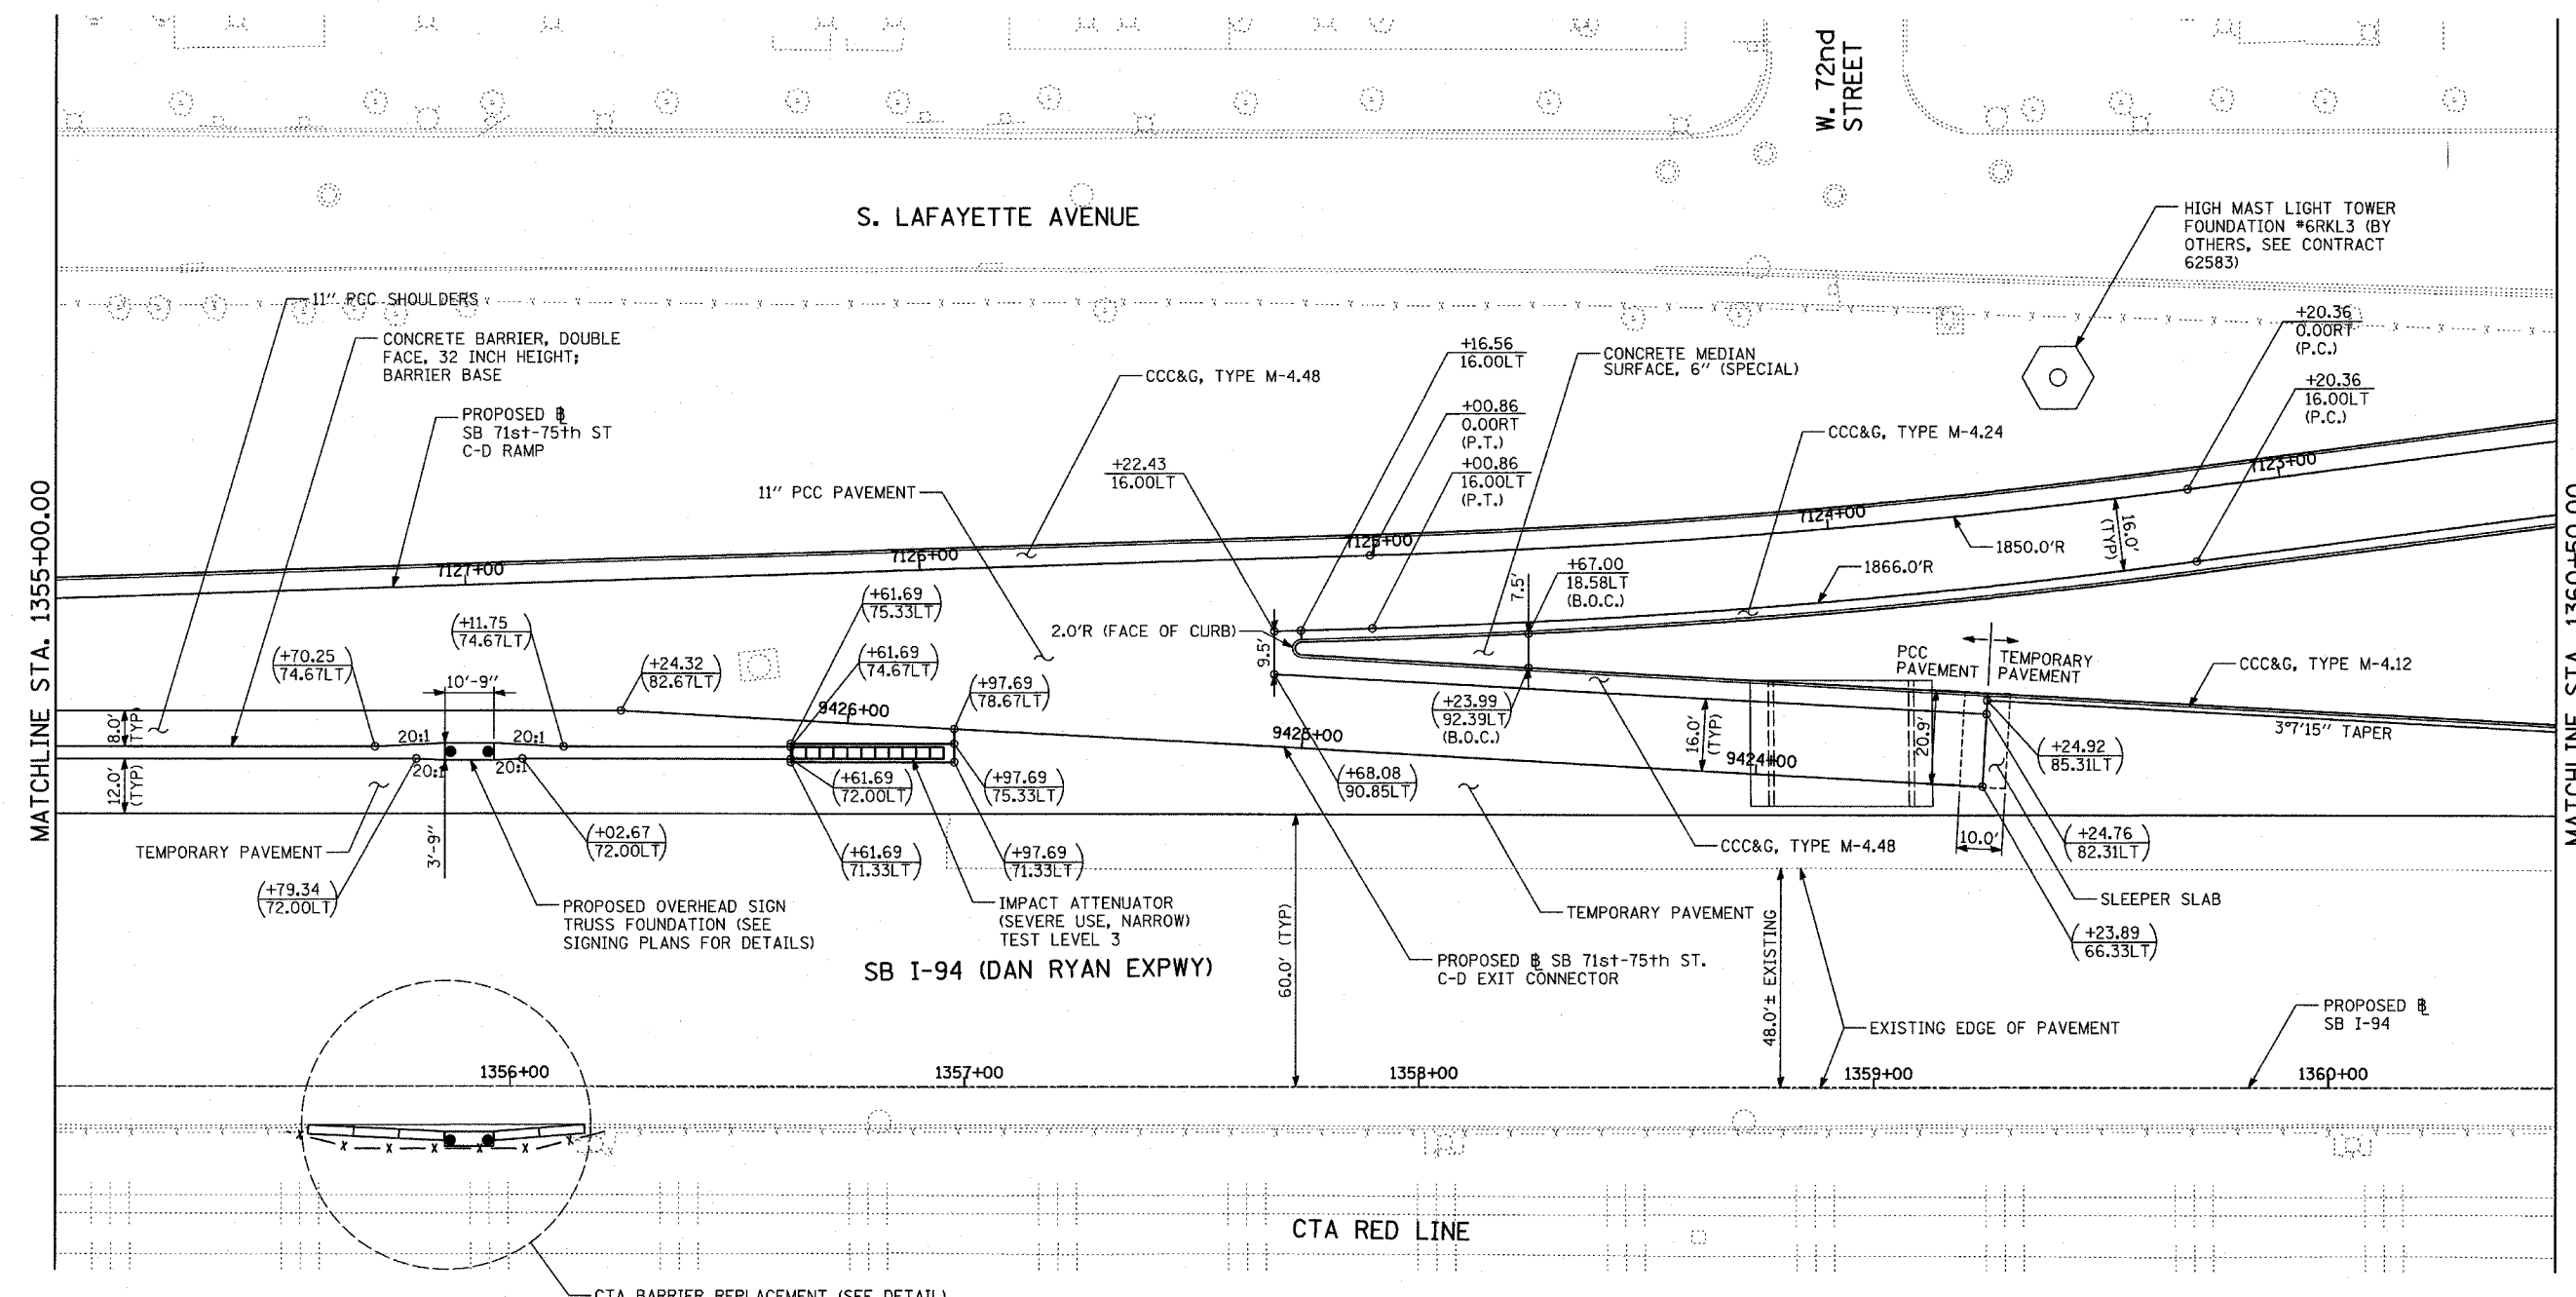 W. 72nd
STREET
S. LAFAYETTE AVENUE
HIGH MAST LIGHT TOWER
FOUNDATION #6RKL3 (BY
OTHERS, SEE CONTRACT
62583)
11" PCC SHOULDERS
CONCRETE BARRIER, DOUBLE
FACE, 32 INCH HEIGHT;
BARRIER BASE
PROPOSED ℄
SB 71st-75th ST
C-D RAMP
CCC&G, TYPE M-4.48
+16.56
16.00LT
CONCRETE MEDIAN
SURFACE, 6" (SPECIAL)
+20.36
0.00RT
(P.C.)
+20.36
16.00LT
(P.C.)
+00.86
0.00RT
(P.T.)
+00.86
16.00LT
(P.T.)
+22.43
16.00LT
11" PCC PAVEMENT
CCC&G, TYPE M-4.24
7123+00
7124+00
7125+00
7126+00
7127+00
16.0'
(TYP)
1850.0'R
1866.0'R
MATCHLINE STA. 1355+00.00
MATCHLINE STA. 1360+50.00
+67.00
18.58LT
(B.O.C.)
7.5'
2.0'R (FACE OF CURB)
9.5'
(+61.69)
(75.33LT)
(+11.75)
(74.67LT)
(+70.25)
(74.67LT)
(+24.32)
(82.67LT)
(+61.69)
(74.67LT)
(+97.69)
(78.67LT)
10'-9"
8.0'
(TYP)
12.0'
(TYP)
20:1
20:1
20:1
20:1
3'-9"
9426+00
9425+00
9424+00
(+23.99)
(92.39LT)
(B.O.C.)
PCC
PAVEMENT
TEMPORARY
PAVEMENT
CCC&G, TYPE M-4.12
3°7'15" TAPER
16.0'
(TYP)
20.9'
10.0'
(+24.92)
(85.31LT)
(+24.76)
(82.31LT)
(+23.89)
(66.33LT)
SLEEPER SLAB
(+68.08)
(90.85LT)
(+61.69)
(72.00LT)
(+97.69)
(75.33LT)
(+61.69)
(71.33LT)
(+97.69)
(71.33LT)
(+02.67)
(72.00LT)
(+79.34)
(72.00LT)
TEMPORARY PAVEMENT
PROPOSED OVERHEAD SIGN
TRUSS FOUNDATION (SEE
SIGNING PLANS FOR DETAILS)
IMPACT ATTENUATOR
(SEVERE USE, NARROW)
TEST LEVEL 3
CCC&G, TYPE M-4.48
TEMPORARY PAVEMENT
PROPOSED ℄ SB 71st-75th ST.
C-D EXIT CONNECTOR
SB I-94 (DAN RYAN EXPWY)
60.0' (TYP)
48.0'± EXISTING
EXISTING EDGE OF PAVEMENT
PROPOSED ℄
SB I-94
1356+00
1357+00
1358+00
1359+00
1360+00
CTA RED LINE
CTA BARRIER REPLACEMENT (SEE DETAIL)